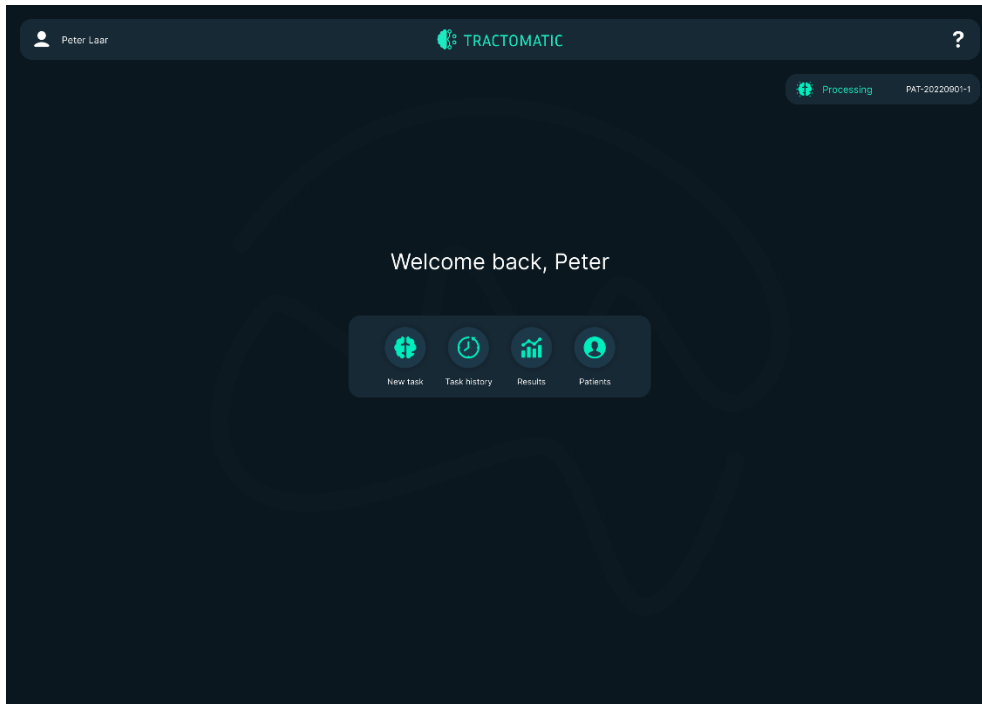 Peter Laar
TRACTOMATIC
?
Processing PAT-20220901-1
Welcome back, Peter
New task Task history Results Patients